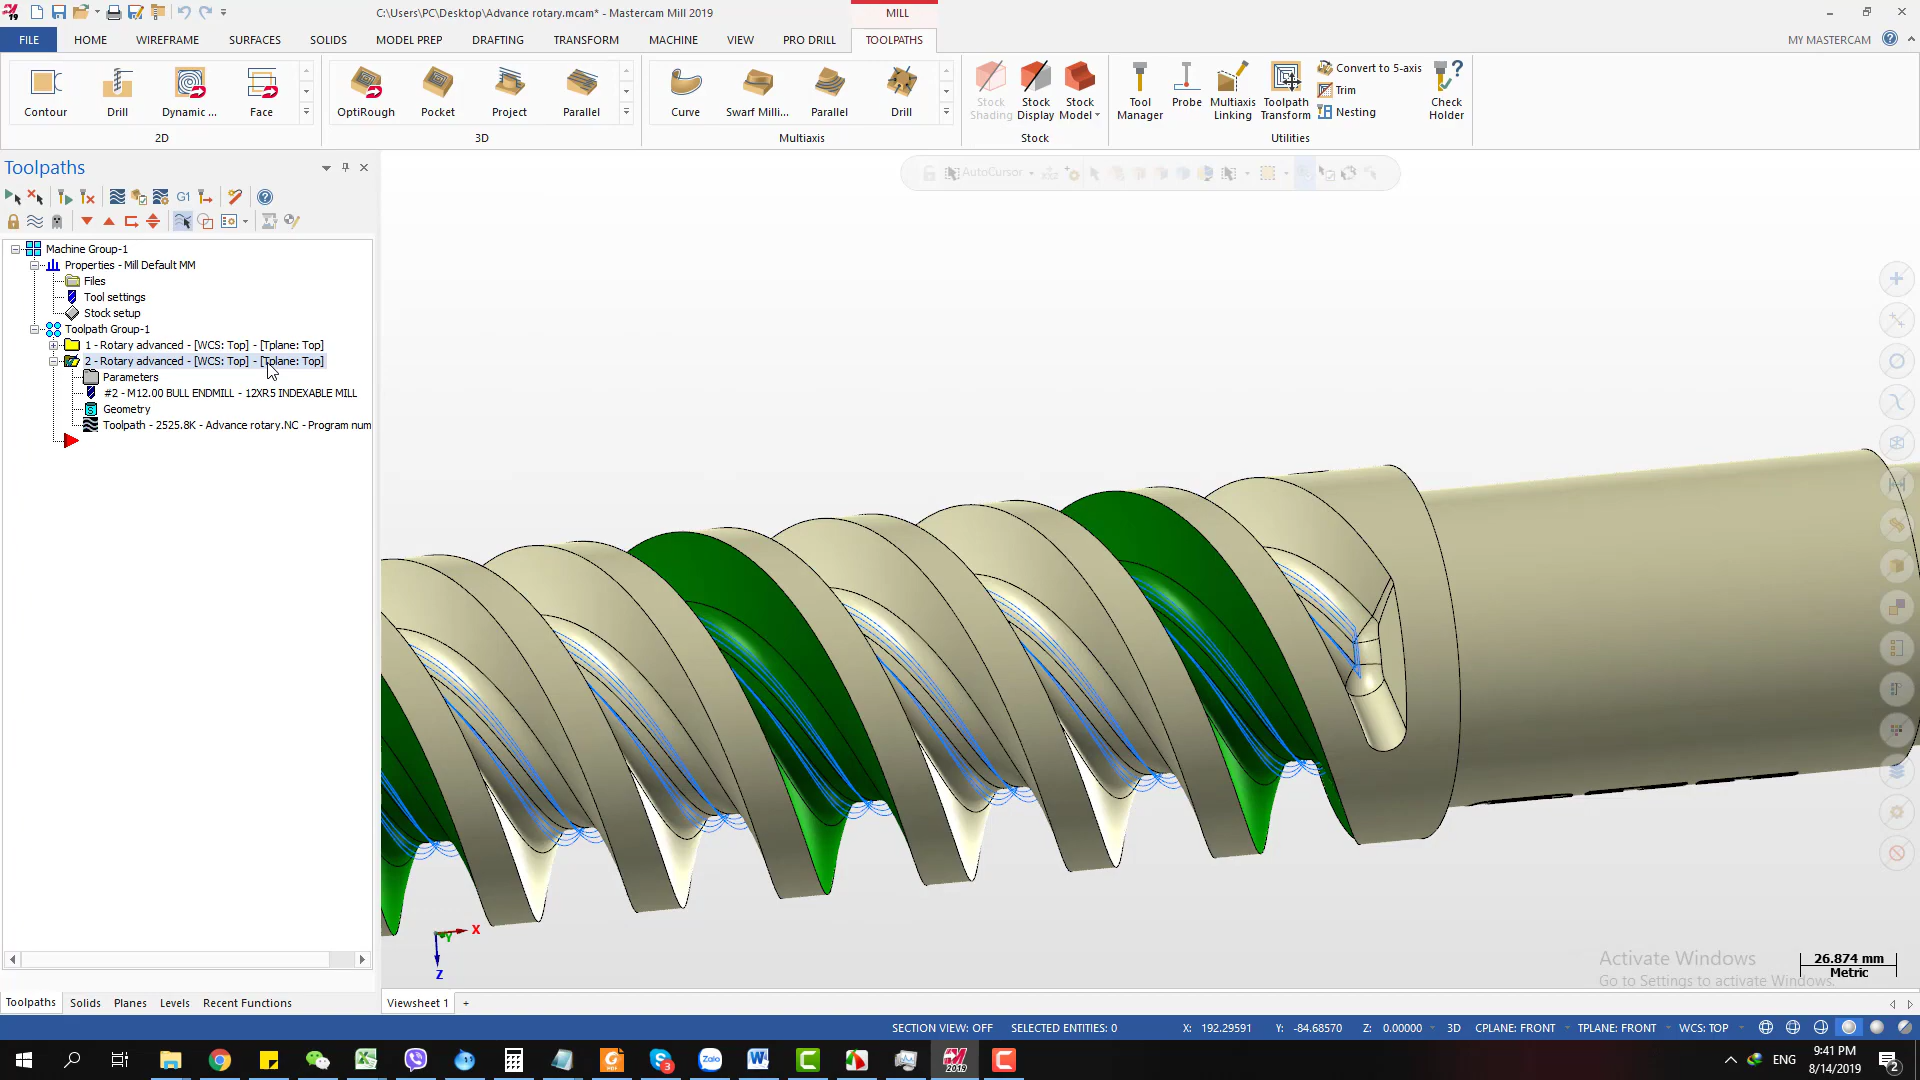 C:\Users\PC\Desktop\Advance rotary.mcam* - Mastercam Mill 2019
MILL
FILE
HOME
WIREFRAME
SURFACES
SOLIDS
MODEL PREP
DRAFTING
TRANSFORM
MACHINE
VIEW
PRO DRILL
TOOLPATHS
MY MASTERCAM
Contour
Drill
Dynamic ...
Face
2D
OptiRough
Pocket
Project
Parallel
3D
Curve
Swarf Milli...
Parallel
Drill
Multiaxis
Stock Shading
Stock Display
Stock Model
Stock
Tool Manager
Probe
Multiaxis Linking
Toolpath Transform
Convert to 5-axis
Trim
Nesting
Utilities
Check Holder
Toolpaths
G1
AutoCursor
Machine Group-1
Properties - Mill Default MM
Files
Tool settings
Stock setup
Toolpath Group-1
1 - Rotary advanced - [WCS: Top] - [Tplane: Top]
2 - Rotary advanced - [WCS: Top] - [Tplane: Top]
Parameters
#2 - M12.00 BULL ENDMILL - 12XR5 INDEXABLE MILL
Geometry
Toolpath - 2525.8K - Advance rotary.NC - Program num
X
Y
Z
Activate Windows
Go to Settings to activate Windows.
26.874 mm
Metric
Toolpaths
Solids
Planes
Levels
Recent Functions
Viewsheet 1
+
SECTION VIEW: OFF
SELECTED ENTITIES: 0
X: 192.29591
Y: -84.68570
Z: 0.00000
3D
CPLANE: FRONT
TPLANE: FRONT
WCS: TOP
ENG
9:41 PM
8/14/2019
2
3
Zalo
2019